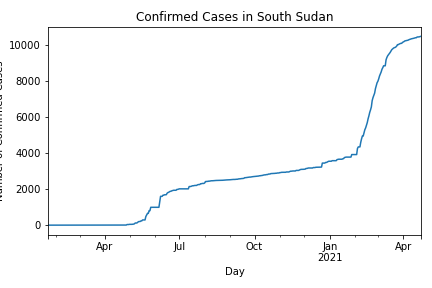 Confirmed Cases in South Sudan
10000
8000
6000
4000
2000
0
Number of Confirmed Cases
Apr Jul Oct Jan Apr
2021
Day